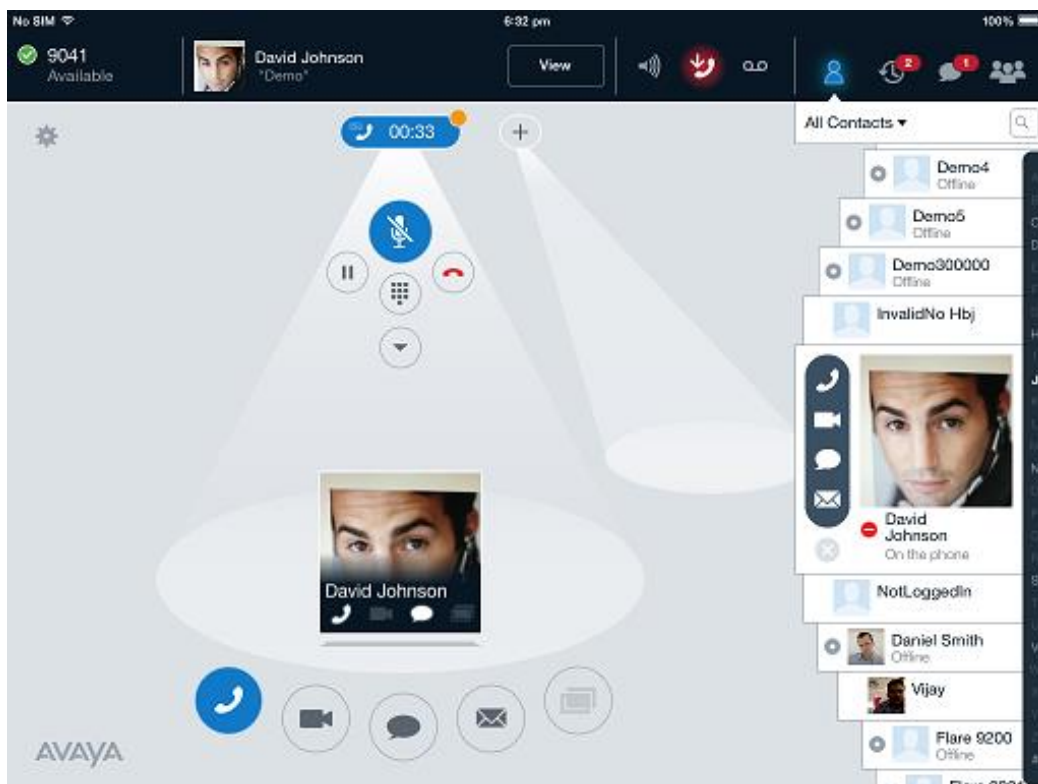 No SIM
6:32 pm
100%
9041
Available
David Johnson
"Demo"
View
2
1
00:33
All Contacts
Demo4
Offline
Demo5
Offline
Demo300000
Offline
InvalidNo Hbj
David
Johnson
On the phone
NotLoggedIn
Daniel Smith
Offline
Vijay
Flare 9200
Offline
David Johnson
AVAYA